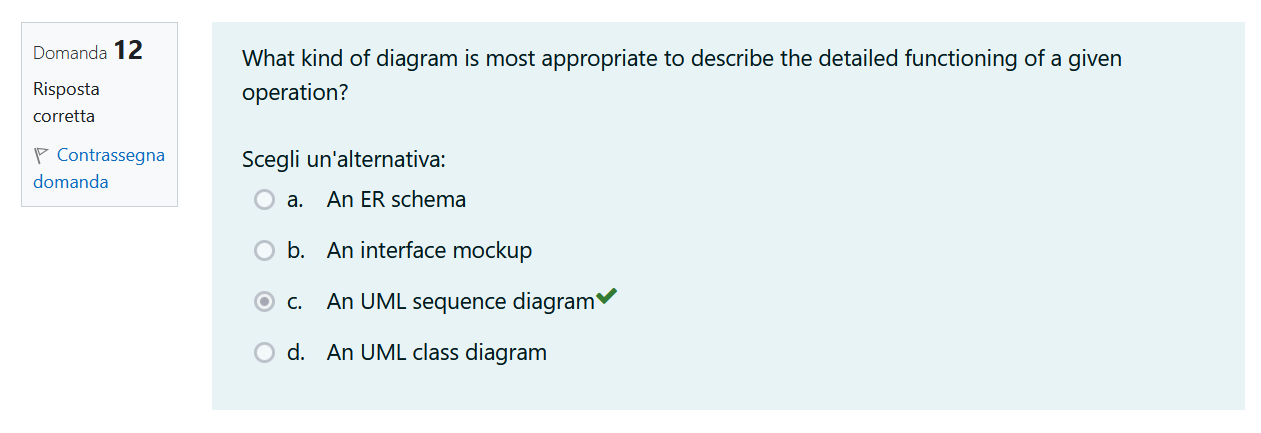 Domanda 12
Risposta
corretta
Contrassegna
domanda
What kind of diagram is most appropriate to describe the detailed functioning of a given
operation?
Scegli un'alternativa:
a. An ER schema
b. An interface mockup
c. An UML sequence diagram
d. An UML class diagram